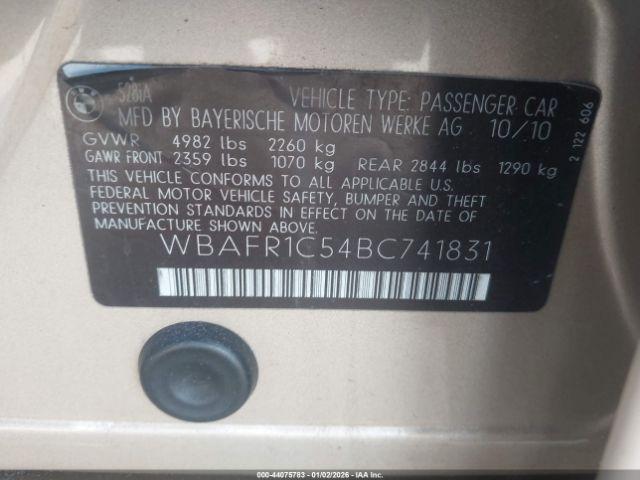 BMW
528iA
VEHICLE TYPE: PASSENGER CAR
MFD BY BAYERISCHE MOTOREN WERKE AG 10/10
GVWR 4982 lbs 2260 kg
GAWR FRONT 2359 lbs 1070 kg REAR 2844 lbs 1290 kg
THIS VEHICLE CONFORMS TO ALL APPLICABLE U.S.
FEDERAL MOTOR VEHICLE SAFETY, BUMPER AND THEFT
PREVENTION STANDARDS IN EFFECT ON THE DATE OF
MANUFACTURE SHOWN ABOVE.
WBAFR1C54BC741831
2 122 606
000-44075783 - 01/02/2026 - IAA Inc.